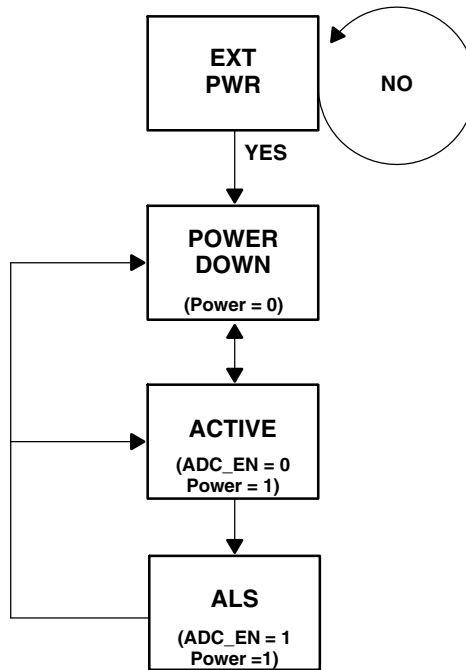 EXT
PWR
NO
YES
POWER
DOWN
(Power = 0)
ACTIVE
(ADC_EN = 0
Power = 1)
ALS
(ADC_EN = 1
Power =1)